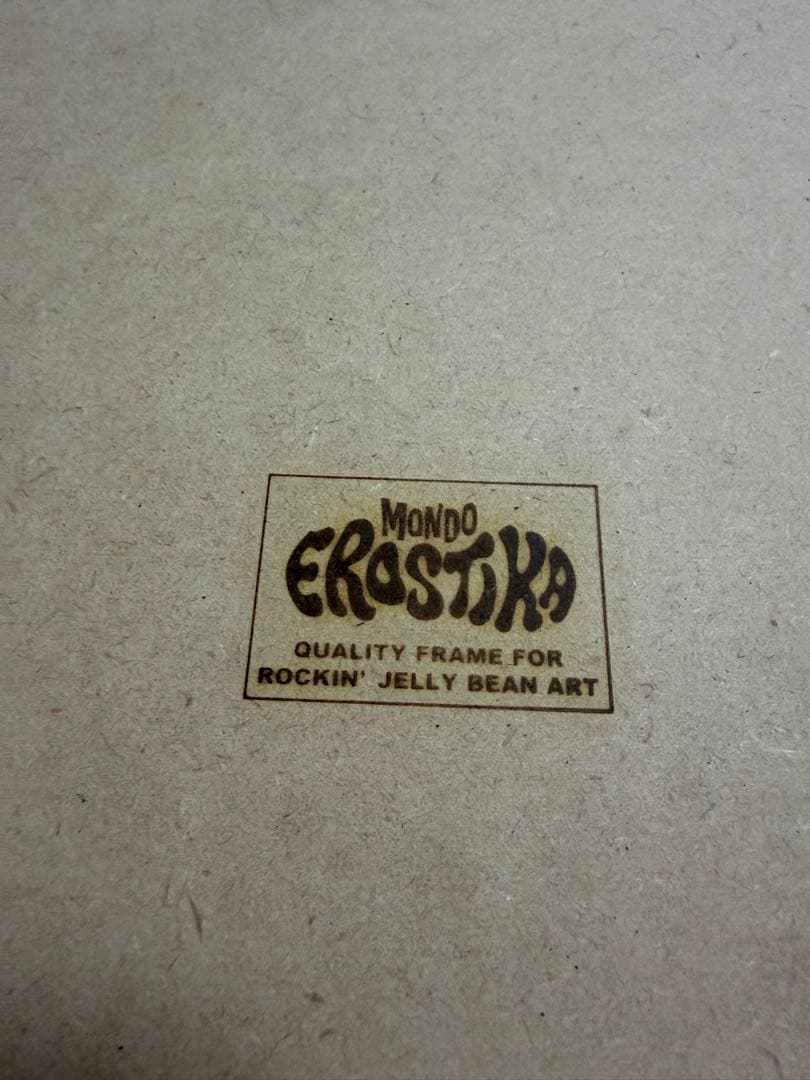 MONDO
EROSTIKA
QUALITY FRAME FOR
ROCKIN' JELLY BEAN ART